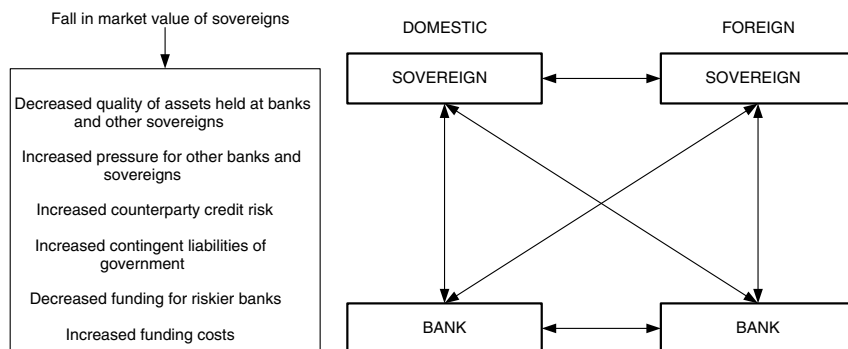 Fall in market value of sovereigns
Decreased quality of assets held at banks
and other sovereigns
Increased pressure for other banks and
sovereigns
Increased counterparty credit risk
Increased contingent liabilities of
government
Decreased funding for riskier banks
Increased funding costs
DOMESTIC
FOREIGN
SOVEREIGN
SOVEREIGN
BANK
BANK